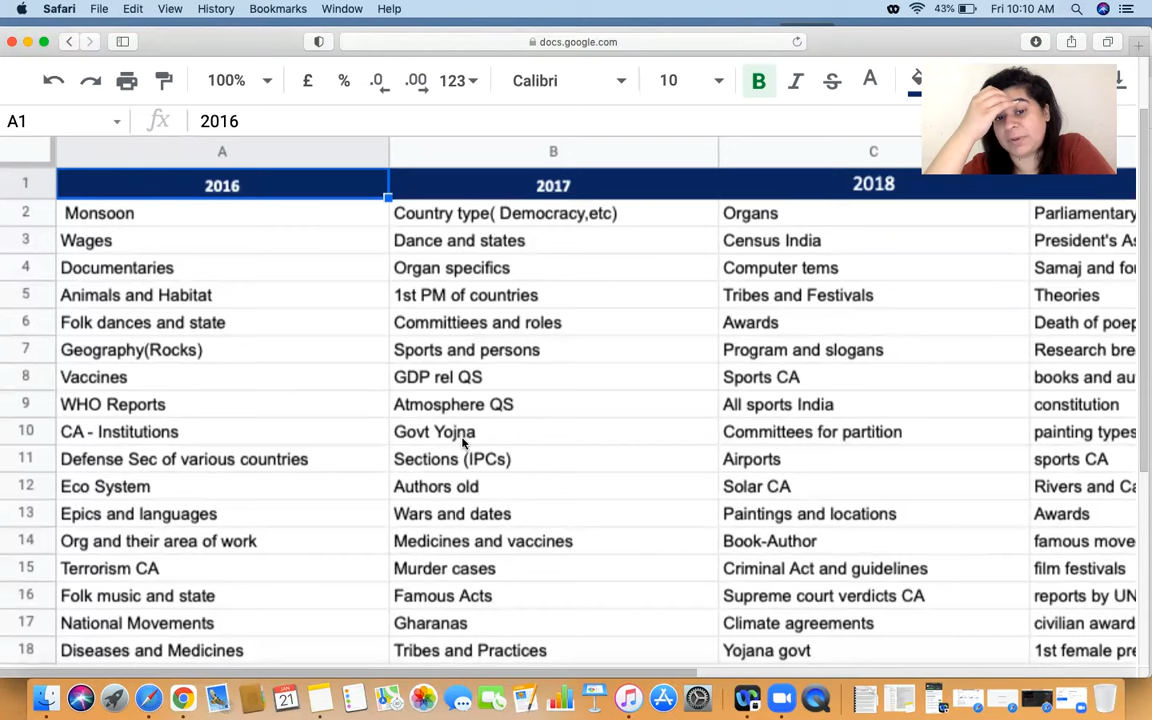 Safari File Edit View History Bookmarks Window Help 43% Fri 10:10 AM
docs.google.com
100% £ % .0 .00 123 Calibri 10 B I S A
A1 fx 2016
A B C
1 2016 2017 2018
2 Monsoon Country type( Democracy,etc) Organs Parliamentary
3 Wages Dance and states Census India President's As
4 Documentaries Organ specifics Computer tems Samaj and fo
5 Animals and Habitat 1st PM of countries Tribes and Festivals Theories
6 Folk dances and state Committiees and roles Awards Death of poep
7 Geography(Rocks) Sports and persons Program and slogans Research bre
8 Vaccines GDP rel QS Sports CA books and au
9 WHO Reports Atmosphere QS All sports India constitution
10 CA - Institutions Govt Yojna Committees for partition painting types
11 Defense Sec of various countries Sections (IPCs) Airports sports CA
12 Eco System Authors old Solar CA Rivers and Ca
13 Epics and languages Wars and dates Paintings and locations Awards
14 Org and their area of work Medicines and vaccines Book-Author famous move
15 Terrorism CA Murder cases Criminal Act and guidelines film festivals
16 Folk music and state Famous Acts Supreme court verdicts CA reports by UN
17 National Movements Gharanas Climate agreements civilian award
18 Diseases and Medicines Tribes and Practices Yojana govt 1st female pre
JAN 21